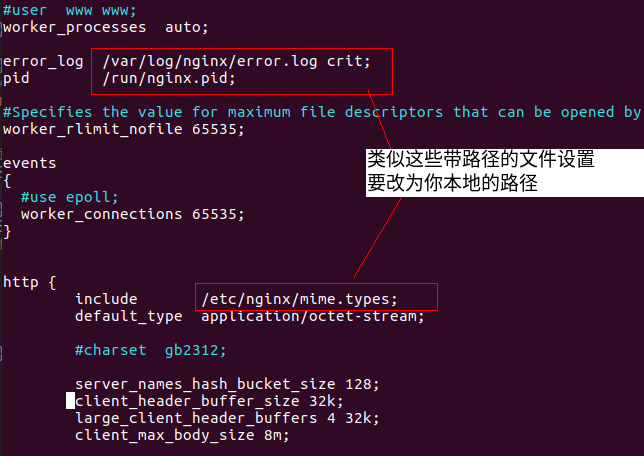 #user  www www;
worker_processes  auto;
error_log  /var/log/nginx/error.log crit;
pid        /run/nginx.pid;
#Specifies the value for maximum file descriptors that can be opened by
worker_rlimit_nofile 65535;
events
{
  #use epoll;
  worker_connections 65535;
}
类似这些带路径的文件设置
要改为你本地的路径
http {
        include       /etc/nginx/mime.types;
        default_type  application/octet-stream;
        #charset  gb2312;
        server_names_hash_bucket_size 128;
        client_header_buffer_size 32k;
        large_client_header_buffers 4 32k;
        client_max_body_size 8m;